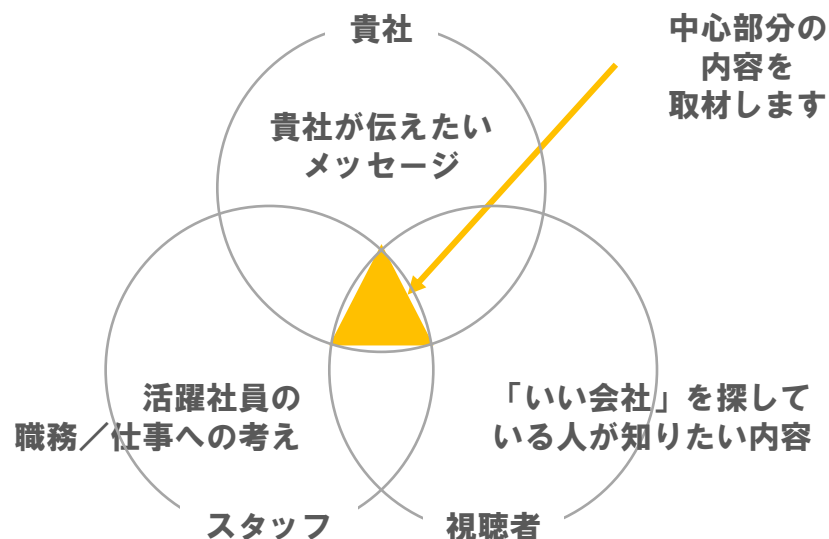 貴社
中心部分の
内容を
取材します
貴社が伝えたい
メッセージ
活躍社員の
職務／仕事への考え
「いい会社」を探して
いる人が知りたい内容
スタッフ
視聴者